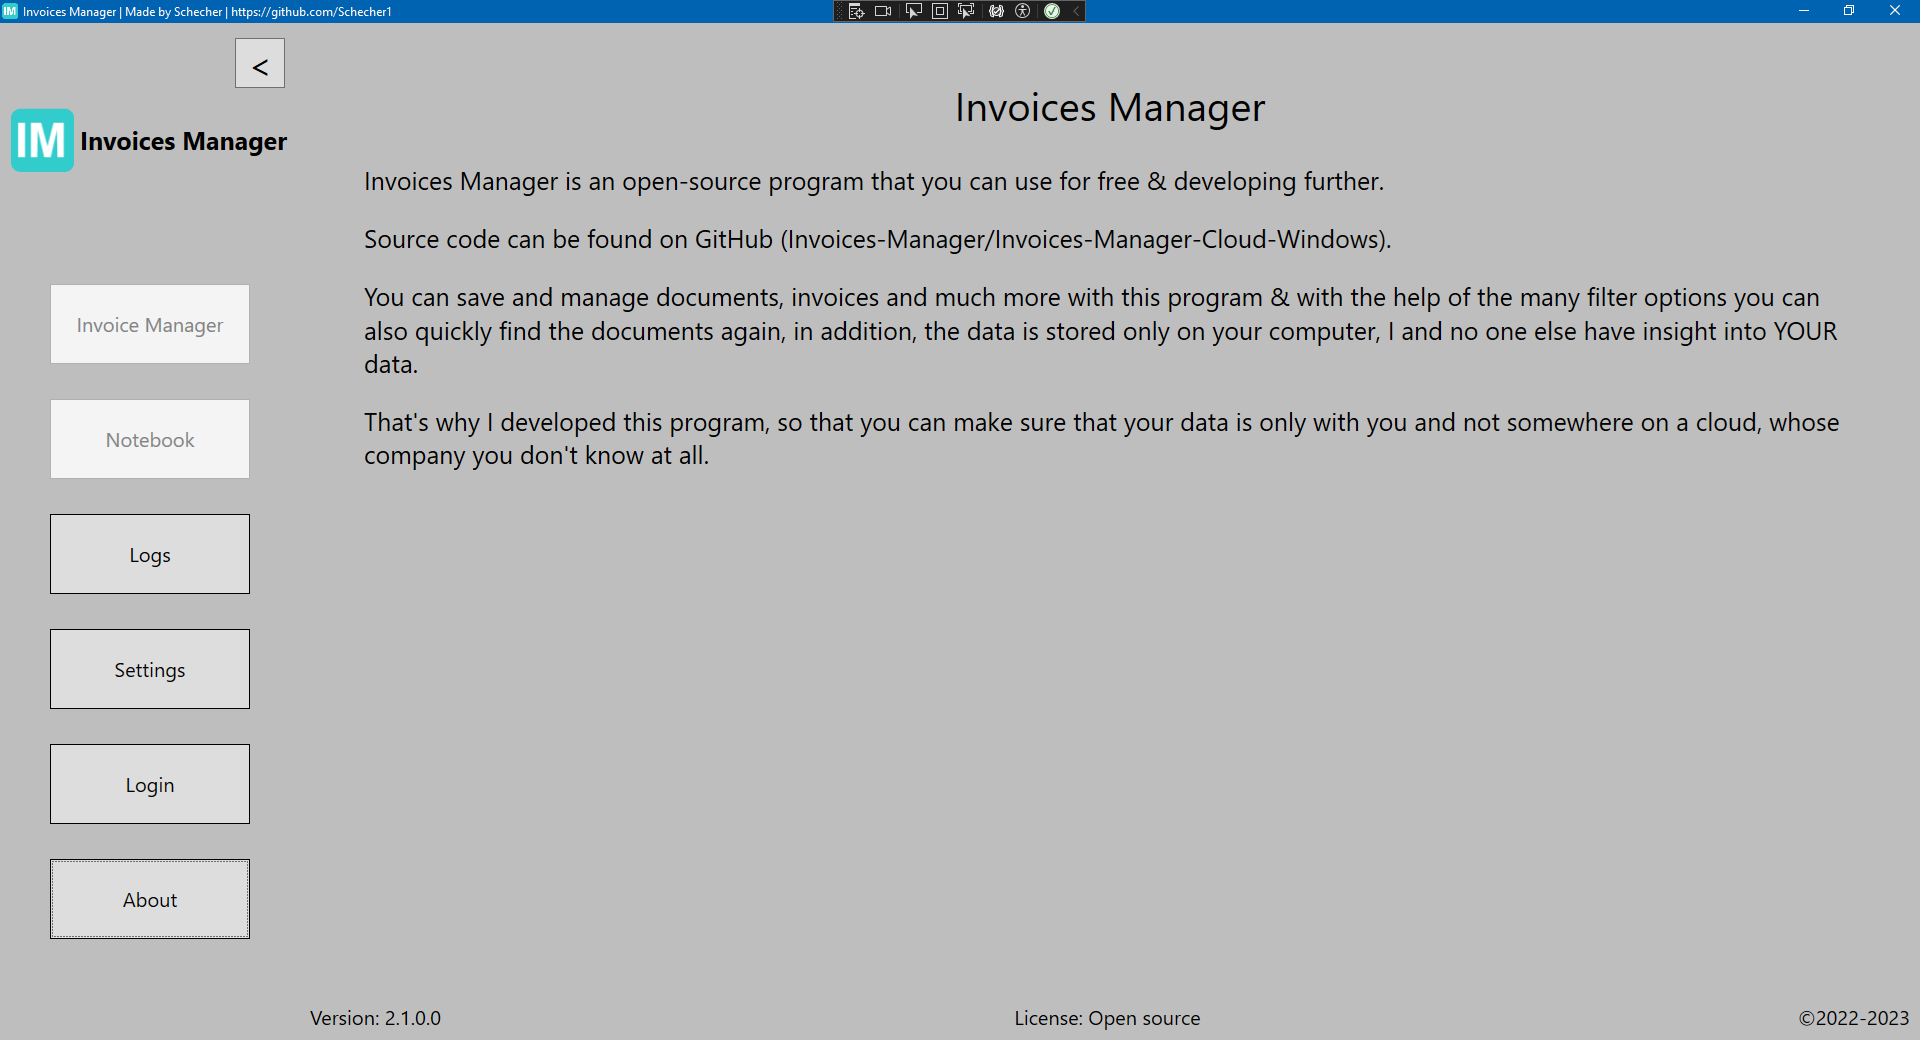 IM Invoices Manager | Made by Schecher | https://github.com/Schecher1
<
IM Invoices Manager
Invoice Manager
Notebook
Logs
Settings
Login
About
Invoices Manager
Invoices Manager is an open-source program that you can use for free & developing further.
Source code can be found on GitHub (Invoices-Manager/Invoices-Manager-Cloud-Windows).
You can save and manage documents, invoices and much more with this program & with the help of the many filter options you can
also quickly find the documents again, in addition, the data is stored only on your computer, I and no one else have insight into YOUR
data.
That's why I developed this program, so that you can make sure that your data is only with you and not somewhere on a cloud, whose
company you don't know at all.
Version: 2.1.0.0
License: Open source
©2022-2023